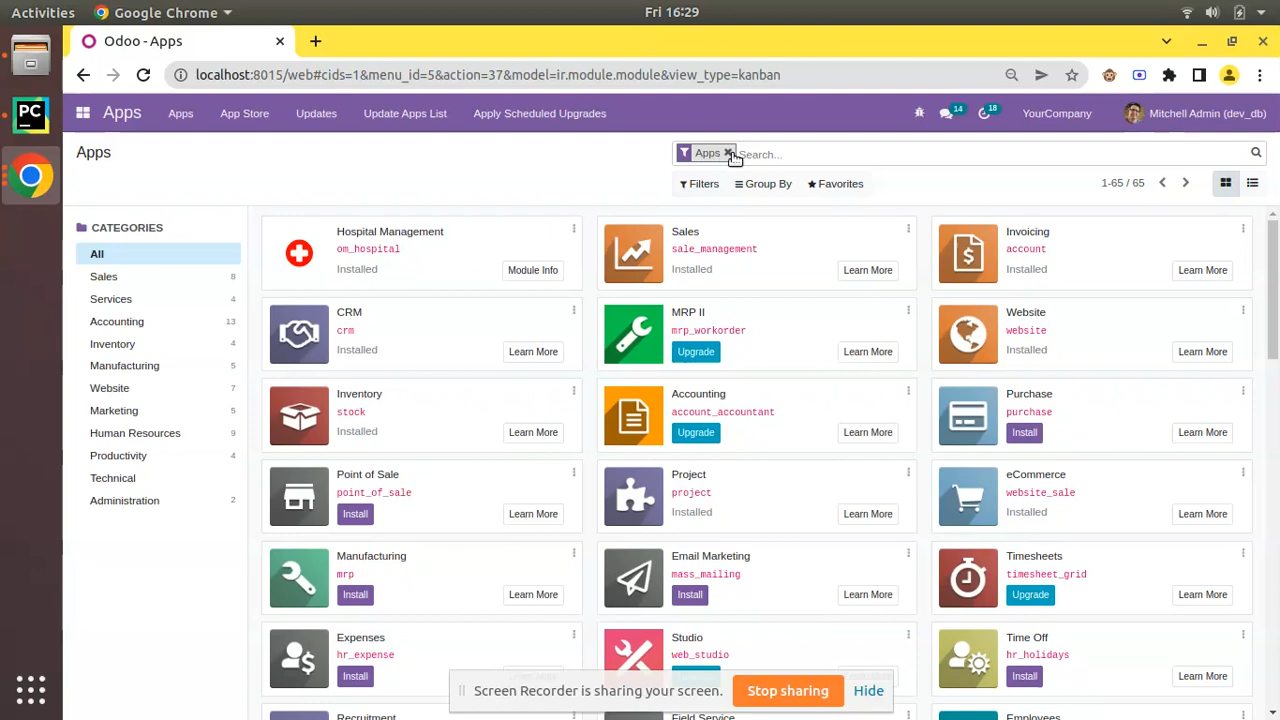 Activities Google Chrome Fri 16:29
Odoo - Apps
localhost:8015/web#cids=1&menu_id=5&action=37&model=ir.module.module&view_type=kanban
Apps Apps App Store Updates Update Apps List Apply Scheduled Upgrades 14 18 YourCompany Mitchell Admin (dev_db)
Apps
Apps Search...
Filters Group By Favorites 1-65 / 65
CATEGORIES
All
Sales 8
Services 4
Accounting 13
Inventory 4
Manufacturing 5
Website 7
Marketing 5
Human Resources 9
Productivity 4
Technical
Administration 2
Hospital Management
om_hospital
Installed Module Info
Sales
sale_management
Installed Learn More
Invoicing
account
Installed Learn More
CRM
crm
Installed Learn More
MRP II
mrp_workorder
Upgrade Learn More
Website
website
Installed Learn More
Inventory
stock
Installed Learn More
Accounting
account_accountant
Upgrade Learn More
Purchase
purchase
Install Learn More
Point of Sale
point_of_sale
Install Learn More
Project
project
Installed Learn More
eCommerce
website_sale
Installed Learn More
Manufacturing
mrp
Install Learn More
Email Marketing
mass_mailing
Install Learn More
Timesheets
timesheet_grid
Upgrade Learn More
Expenses
hr_expense
Install
Studio
web_studio
Time Off
hr_holidays
Install Learn More
Recruitment
Field Service
Employees
Screen Recorder is sharing your screen. Stop sharing Hide
PC